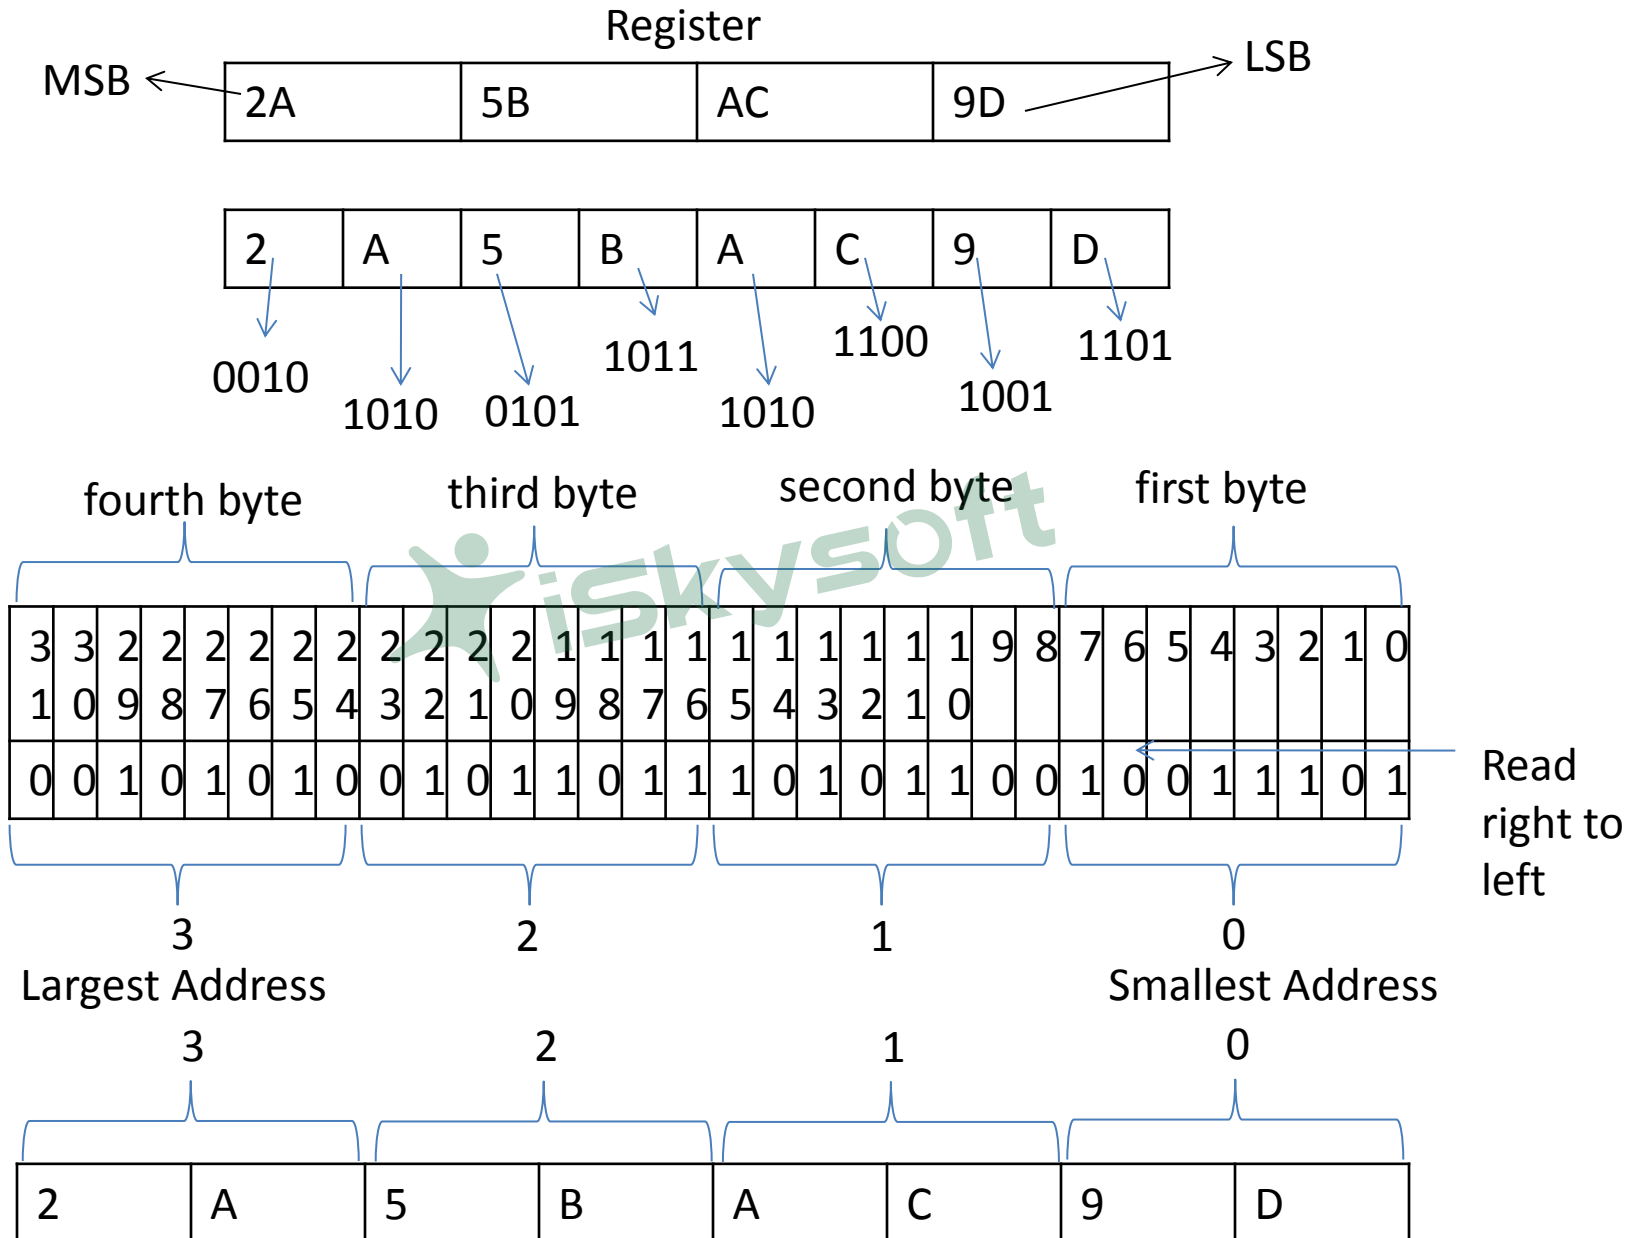 Register
MSB
LSB
2A 5B AC 9D
2 A 5 B A C 9 D
0010 1010 0101 1011 1010 1100 1001 1101
fourth byte third byte second byte first byte
iSkysoft
3 3 2 2 2 2 2 2 2 2 2 2 1 1 1 1 1 1 1 1 1 1 9 8 7 6 5 4 3 2 1 0
1 0 9 8 7 6 5 4 3 2 1 0 9 8 7 6 5 4 3 2 1 0
0 0 1 0 1 0 1 0 0 1 0 1 1 0 1 1 1 0 1 0 1 1 0 0 1 0 0 1 1 1 0 1
Read
right to
left
3 2 1 0
Largest Address Smallest Address
3 2 1 0
2 A 5 B A C 9 D